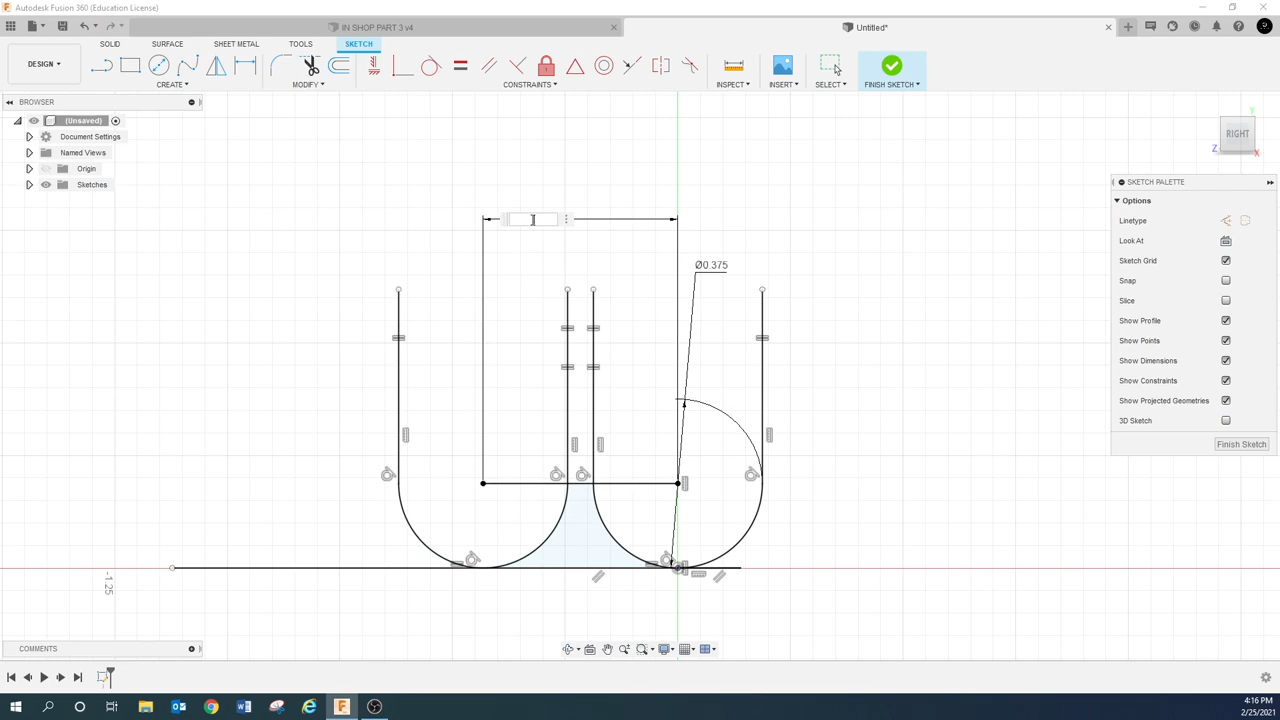 Autodesk Fusion 360 (Education License)
IN SHOP PART 3 v4
Untitled*
SOLID SURFACE SHEET METAL TOOLS SKETCH
DESIGN
CREATE MODIFY CONSTRAINTS INSPECT INSERT SELECT FINISH SKETCH
BROWSER
(Unsaved)
Document Settings
Named Views
Origin
Sketches
Y
RIGHT
Z
X
SKETCH PALETTE
Options
Linetype
Look At
Sketch Grid
Snap
Slice
Show Profile
Show Points
Show Dimensions
Show Constraints
Show Projected Geometries
3D Sketch
Finish Sketch
Ø0.375
-1.25
COMMENTS
4:16 PM
2/25/2021